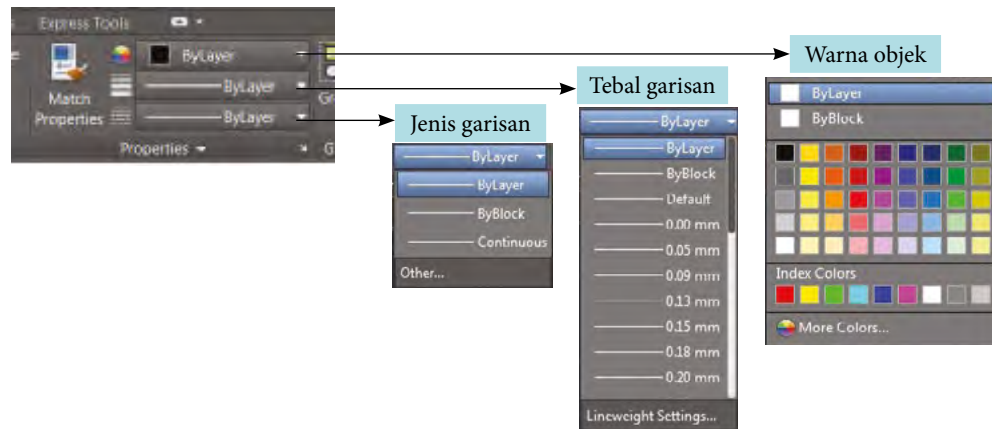 Express Tools
ByLayer
ByLayer
ByLayer
Match
Properties
Properties
Warna objek
ByLayer
ByBlock
Index Colors
More Colors...
Tebal garisan
ByLayer
ByLayer
ByBlock
Default
0.00 mm
0.05 mm
0.09 mm
0.13 mm
0.15 mm
0.18 mm
0.20 mm
Lineweight Settings...
Jenis garisan
ByLayer
ByLayer
ByBlock
Continuous
Other...